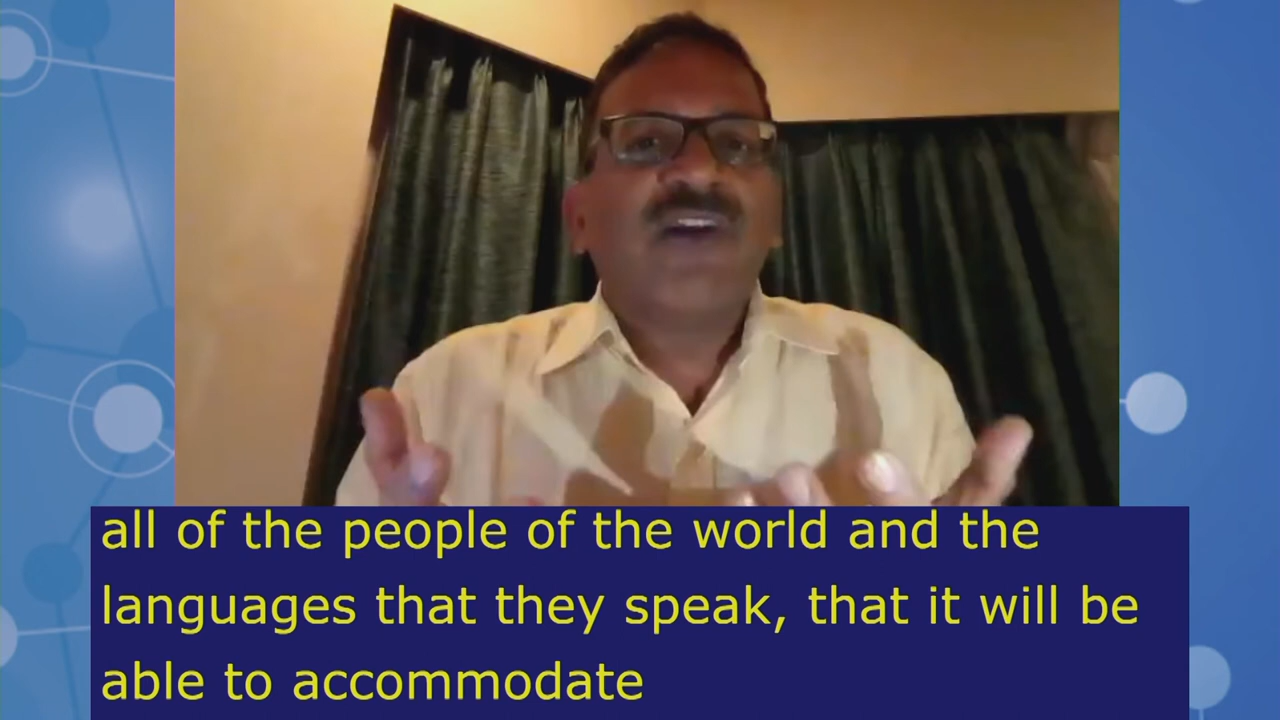 all of the people of the world and the
languages that they speak, that it will be
able to accommodate